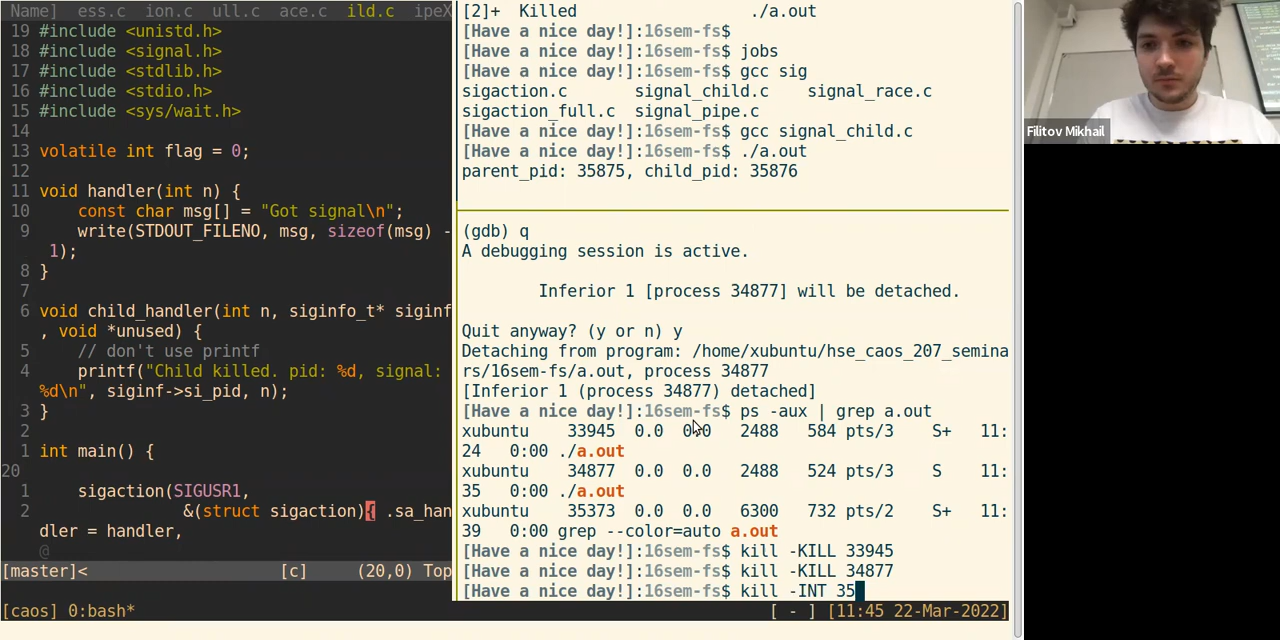 Name] ess.c ion.c ull.c ace.c ild.c ipeX
19 #include <unistd.h>
18 #include <signal.h>
17 #include <stdlib.h>
16 #include <stdio.h>
15 #include <sys/wait.h>
14
13 volatile int flag = 0;
12
11 void handler(int n) {
10     const char msg[] = "Got signal\n";
9     write(STDOUT_FILENO, msg, sizeof(msg) -
1);
8 }
7
6 void child_handler(int n, siginfo_t* siginf
, void *unused) {
5     // don't use printf
4     printf("Child killed. pid: %d, signal:
%d\n", siginf->si_pid, n);
3 }
2
1 int main() {
20
1     sigaction(SIGUSR1,
2               &(struct sigaction){ .sa_han
dler = handler,
@
[master]< [c] (20,0) Top
[2]+  Killed                  ./a.out
[Have a nice day!]:16sem-fs$
[Have a nice day!]:16sem-fs$ jobs
[Have a nice day!]:16sem-fs$ gcc sig
sigaction.c       signal_child.c    signal_race.c
sigaction_full.c  signal_pipe.c
[Have a nice day!]:16sem-fs$ gcc signal_child.c
[Have a nice day!]:16sem-fs$ ./a.out
parent_pid: 35875, child_pid: 35876
(gdb) q
A debugging session is active.
Inferior 1 [process 34877] will be detached.
Quit anyway? (y or n) y
Detaching from program: /home/xubuntu/hse_caos_207_semina
rs/16sem-fs/a.out, process 34877
[Inferior 1 (process 34877) detached]
[Have a nice day!]:16sem-fs$ ps -aux | grep a.out
xubuntu    33945  0.0  0.0   2488   584 pts/3    S+   11:
24   0:00 ./a.out
xubuntu    34877  0.0  0.0   2488   524 pts/3    S    11:
35   0:00 ./a.out
xubuntu    35373  0.0  0.0   6300   732 pts/2    S+   11:
39   0:00 grep --color=auto a.out
[Have a nice day!]:16sem-fs$ kill -KILL 33945
[Have a nice day!]:16sem-fs$ kill -KILL 34877
[Have a nice day!]:16sem-fs$ kill -INT 35
[caos] 0:bash* [ - ] [11:45 22-Mar-2022]
Filitov Mikhail